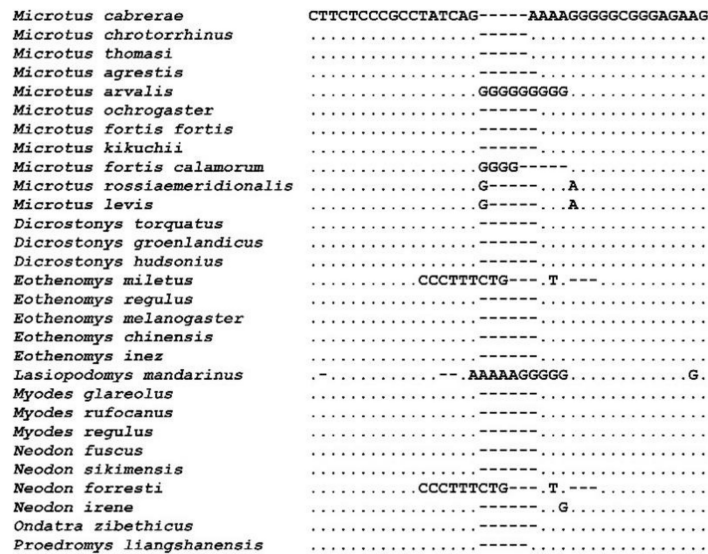 Microtus cabrerae CTTCTCCCGCCTATCAG-----AAAAGGGGGCGGGAGAAG
Microtus chrotorrhinus .................-----..................
Microtus thomasi .................-----..................
Microtus agrestis .................------.................
Microtus arvalis .................GGGGGGGGG..............
Microtus ochrogaster .................------.................
Microtus fortis fortis .................------.................
Microtus kikuchii .................------.................
Microtus fortis calamorum .................GGGG-----..............
Microtus rossiaemeridionalis .................G-----...A.............
Microtus levis .................G-----...A.............
Dicrostonys torquatus .................------.................
Dicrostonys groenlandicus .................------.................
Dicrostonys hudsonius .................------.................
Eothenomys miletus ...........CCCTTTCTG---.T.---...........
Eothenomys regulus .................------.................
Eothenomys melanogaster .................------.................
Eothenomys chinensis .................------.................
Eothenomys inez .................------.................
Lasiopodomys mandarinus .-...........--.AAAAAGGGGG............G.
Myodes glareolus .................------.................
Myodes rufocanus .................------.................
Myodes regulus .................------.................
Neodon fuscus .................------.................
Neodon sikimensis .................------.................
Neodon forresti ...........CCCTTTCTG---.T.---...........
Neodon irene .................------..G..............
Ondatra zibethicus .................------.................
Proedromys liangshanensis .................-----..................